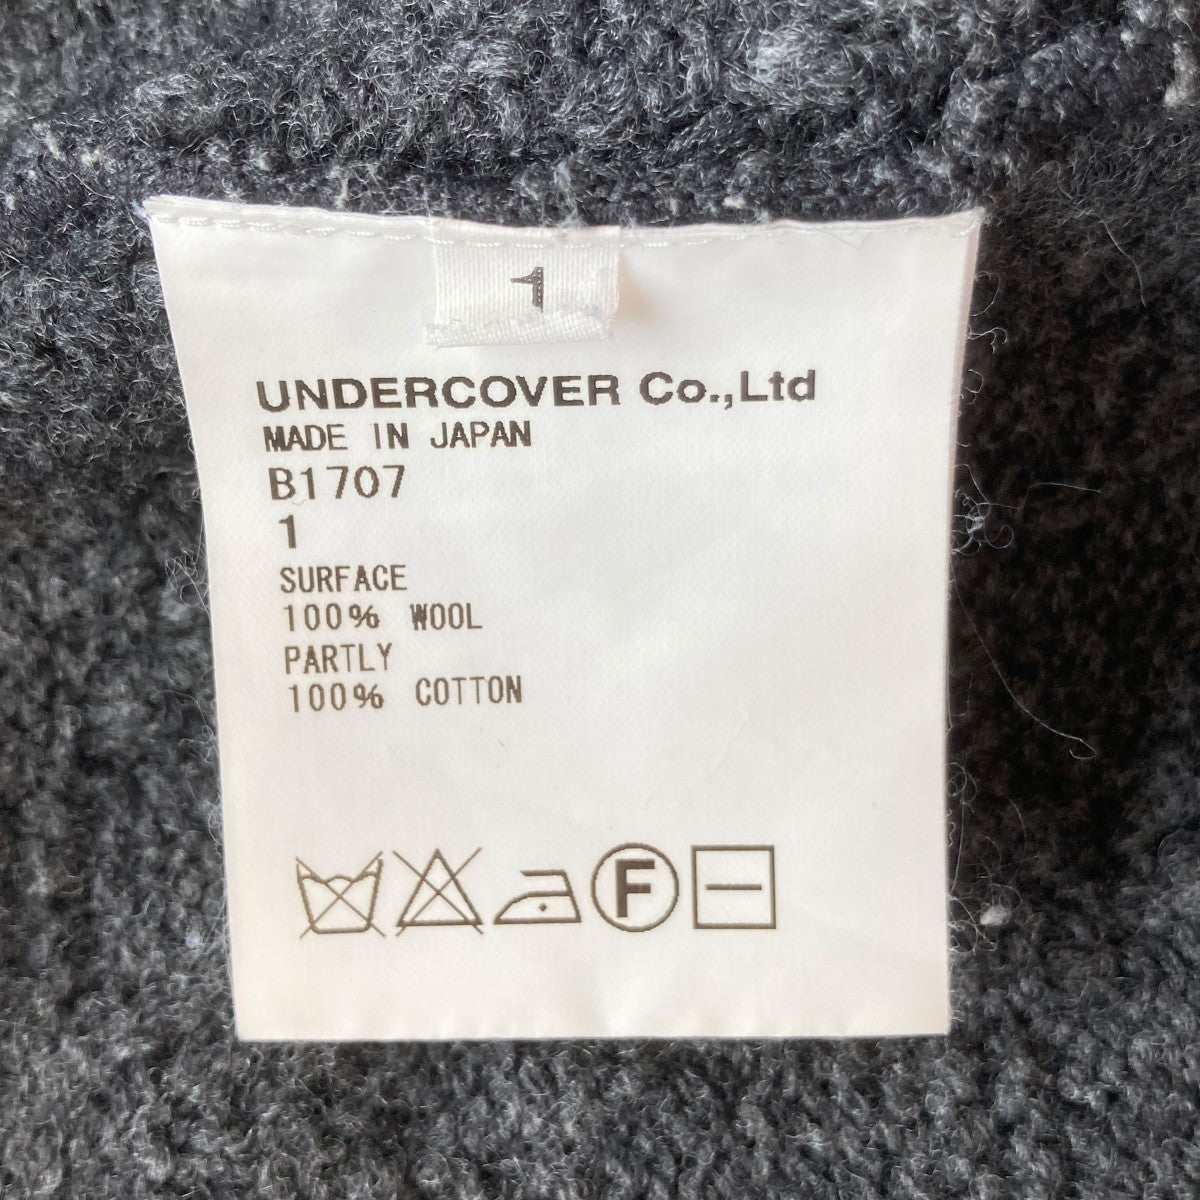 1
UNDERCOVER Co.,Ltd
MADE IN JAPAN
B1707
1
SURFACE
100% WOOL
PARTLY
100% COTTON
F